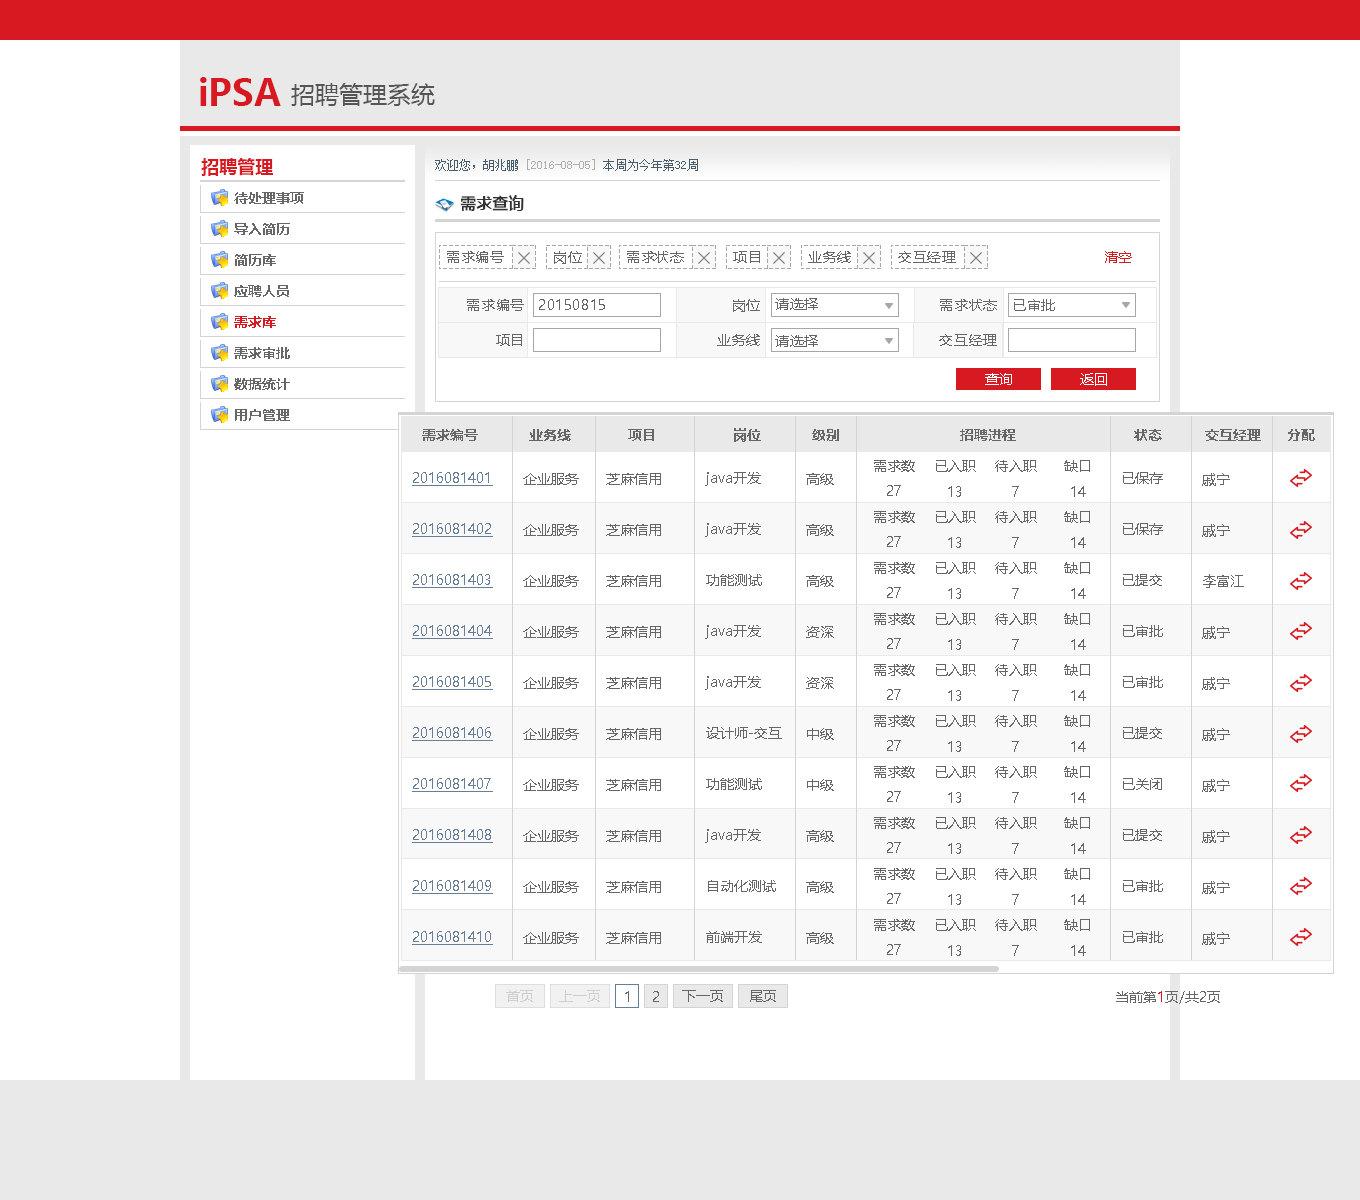 iPSA 招聘管理系统
招聘管理
待处理事项
导入简历
简历库
应聘人员
需求库
需求审批
数据统计
用户管理
欢迎您，胡兆鹏 [2016-08-05] 本周为今年第32周
需求查询
需求编号 岗位 需求状态 项目 业务线 交互经理 清空
需求编号 20150815 岗位 请选择 需求状态 已审批
项目 业务线 请选择 交互经理
查询 返回
需求编号 业务线 项目 岗位 级别 招聘进程 状态 交互经理 分配
需求数 已入职 待入职 缺口
2016081401 企业服务 芝麻信用 java开发 高级 27 13 7 14 已保存 戚宁
需求数 已入职 待入职 缺口
2016081402 企业服务 芝麻信用 java开发 高级 27 13 7 14 已保存 戚宁
需求数 已入职 待入职 缺口
2016081403 企业服务 芝麻信用 功能测试 高级 27 13 7 14 已提交 李富江
需求数 已入职 待入职 缺口
2016081404 企业服务 芝麻信用 java开发 资深 27 13 7 14 已审批 戚宁
需求数 已入职 待入职 缺口
2016081405 企业服务 芝麻信用 java开发 资深 27 13 7 14 已审批 戚宁
需求数 已入职 待入职 缺口
2016081406 企业服务 芝麻信用 设计师-交互 中级 27 13 7 14 已提交 戚宁
需求数 已入职 待入职 缺口
2016081407 企业服务 芝麻信用 功能测试 中级 27 13 7 14 已关闭 戚宁
需求数 已入职 待入职 缺口
2016081408 企业服务 芝麻信用 java开发 高级 27 13 7 14 已提交 戚宁
需求数 已入职 待入职 缺口
2016081409 企业服务 芝麻信用 自动化测试 高级 27 13 7 14 已审批 戚宁
需求数 已入职 待入职 缺口
2016081410 企业服务 芝麻信用 前端开发 高级 27 13 7 14 已审批 戚宁
首页 上一页 1 2 下一页 尾页 当前第1页/共2页